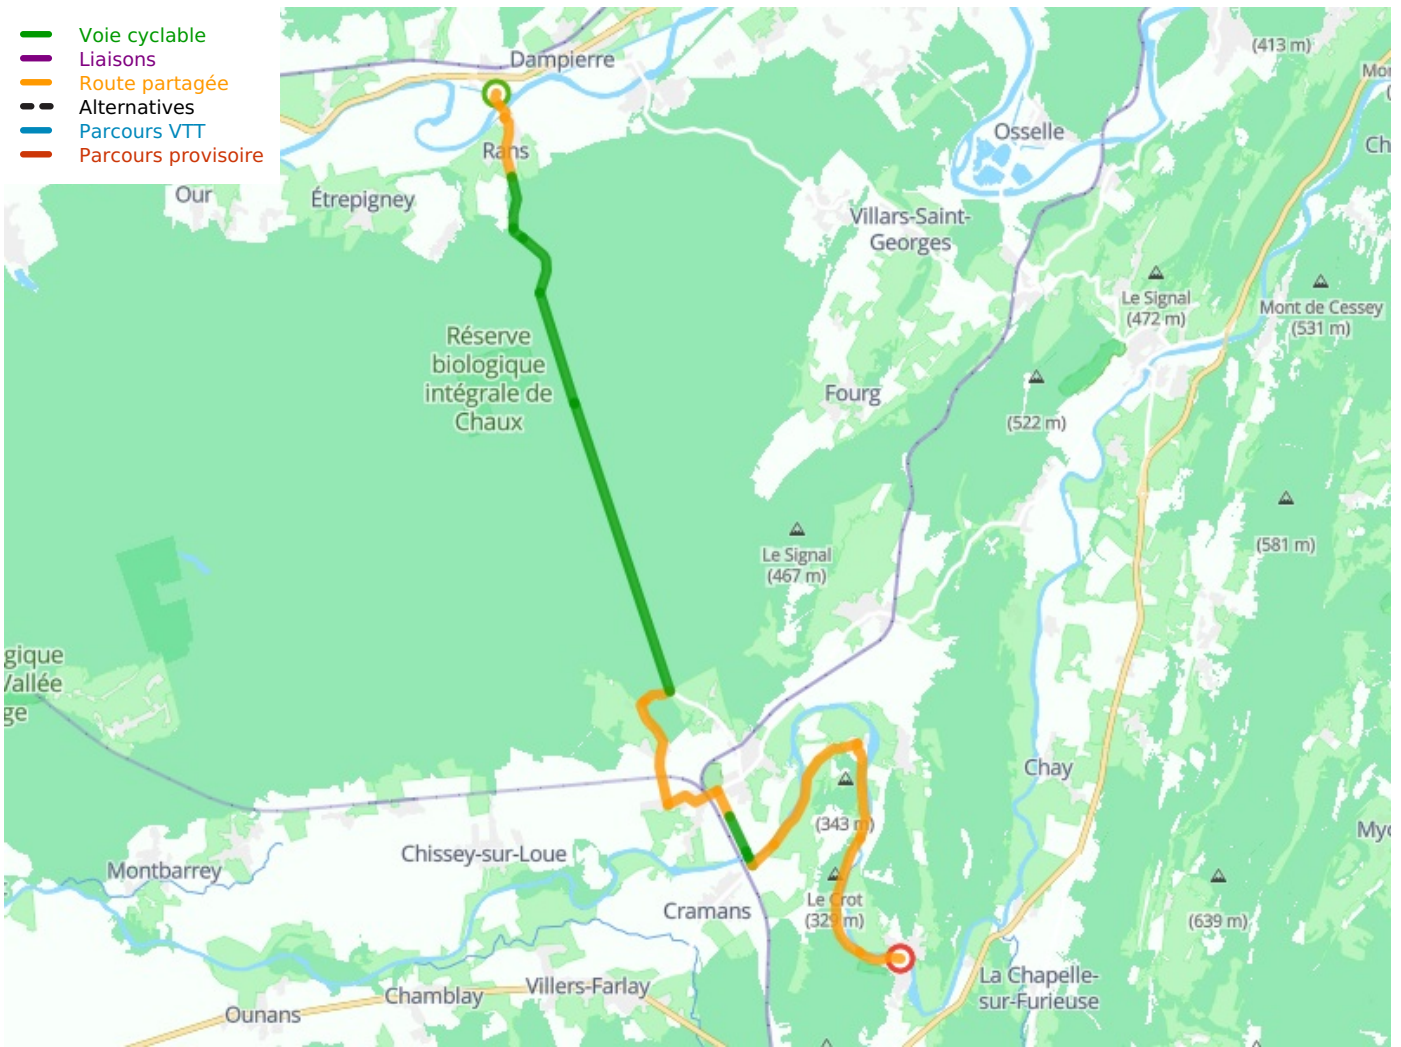 Voie cyclable
Liaisons
Route partagée
Alternatives
Parcours VTT
Parcours provisoire
Dampierre
(413 m)
Rans
Osselle
Our
Étrepigney
Villars-Saint-
Georges
Le Signal
(472 m)
Mont de Cessey
(531 m)
Réserve
biologique
intégrale de
Chaux
Fourg
(522 m)
Le Signal
(467 m)
(581 m)
gique
Vallée
ge
Chay
(343 m)
Montbarrey
Chissey-sur-Loue
Cramans
Le Crot
(329 m)
(639 m)
La Chapelle-
sur-Furieuse
Chamblay
Villers-Farlay
Ounans